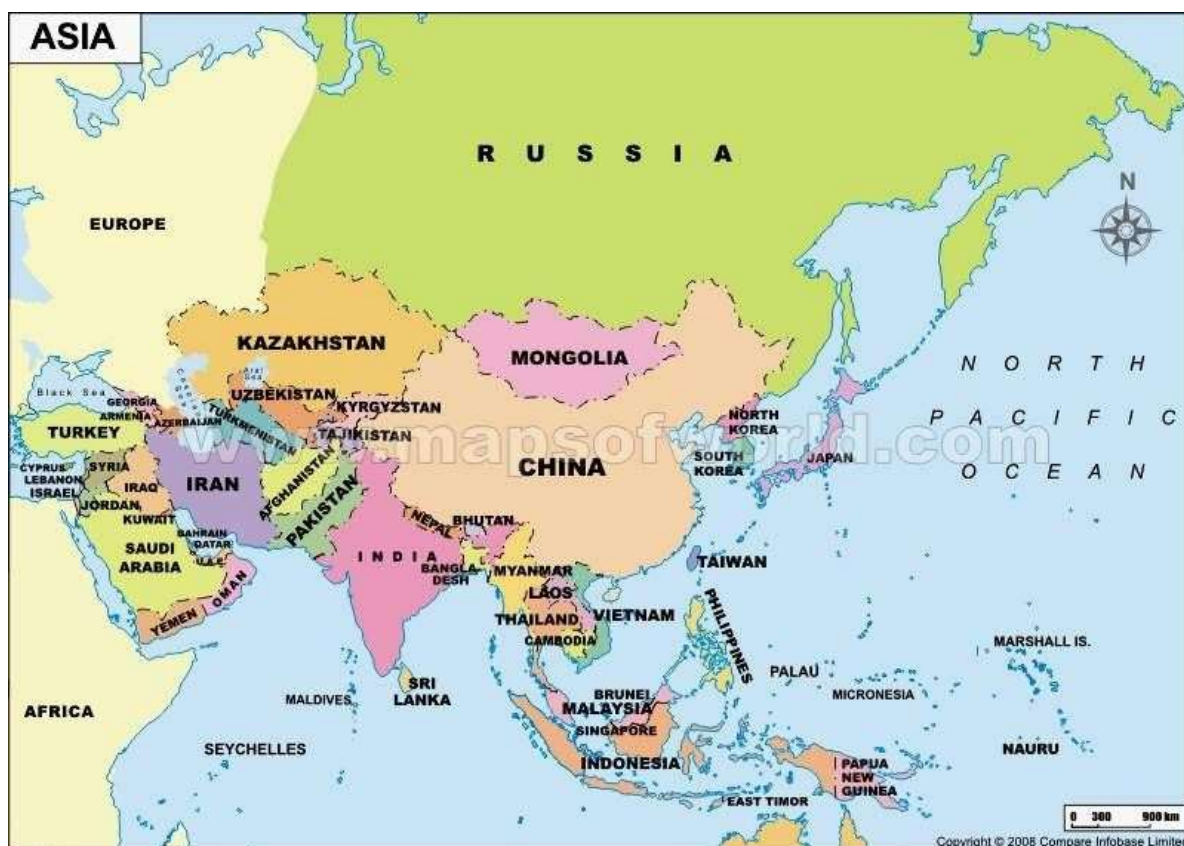 ASIA
RUSSIA
N
EUROPE
KAZAKHSTAN
MONGOLIA
NORTH
PACIFIC
OCEAN
Aral
Sea
Black Sea
GEORGIA
ARMENIA
AZERBAIJAN
UZBEKISTAN
TURKMENISTAN
KYRGYZSTAN
TAJIKISTAN
NORTH
KOREA
SOUTH
KOREA
JAPAN
www.mapsofworld.com
TURKEY
CYPRUS
LEBANON
ISRAEL
SYRIA
JORDAN
IRAQ
KUWAIT
IRAN
AFGHANISTAN
PAKISTAN
CHINA
BAHRAIN
QATAR
U.A.E
SAUDI
ARABIA
YEMEN
OMAN
INDIA
NEPAL
BHUTAN
BANGLA
DESH
MYANMAR
LAOS
THAILAND
CAMBODIA
VIETNAM
TAIWAN
PHILIPPINES
MARSHALL IS.
PALAU
MICRONESIA
MALDIVES
SRI
LANKA
BRUNEI
MALAYSIA
SINGAPORE
INDONESIA
AFRICA
SEYCHELLES
NAURU
PAPUA
NEW
GUINEA
EAST TIMOR
0 300 900 km
Copyright © 2008 Compare Infobase Limited